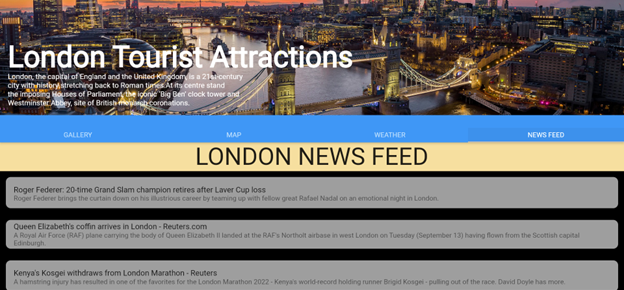 London Tourist Attractions
London, the capital of England and the United Kingdom, is a 21st-century
city with history stretching back to Roman times.At its centre stand
the imposing Houses of Parliament, the iconic 'Big Ben' clock tower and
Westminster Abbey, site of British monarch coronations.
GALLERY MAP WEATHER NEWS FEED
LONDON NEWS FEED
Roger Federer: 20-time Grand Slam champion retires after Laver Cup loss
Roger Federer brings the curtain down on his illustrious career by teaming up with fellow great Rafael Nadal on an emotional night in London.
Queen Elizabeth's coffin arrives in London - Reuters.com
A Royal Air Force (RAF) plane carrying the body of Queen Elizabeth II landed at the RAF's Northolt airbase in west London on Tuesday (September 13) having flown from the Scottish capital
Edinburgh.
Kenya's Kosgei withdraws from London Marathon - Reuters
A hamstring injury has resulted in one of the favorites for the London Marathon 2022 - Kenya's world-record holding runner Brigid Kosgei - pulling out of the race. David Doyle has more.